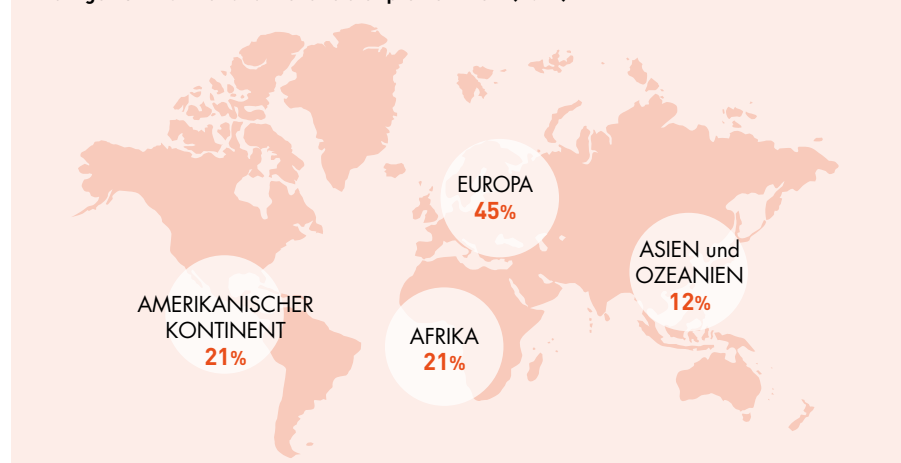 EUROPA
45%
ASIEN und
OZEANIEN
12%
AMERIKANISCHER
KONTINENT
21%
AFRIKA
21%